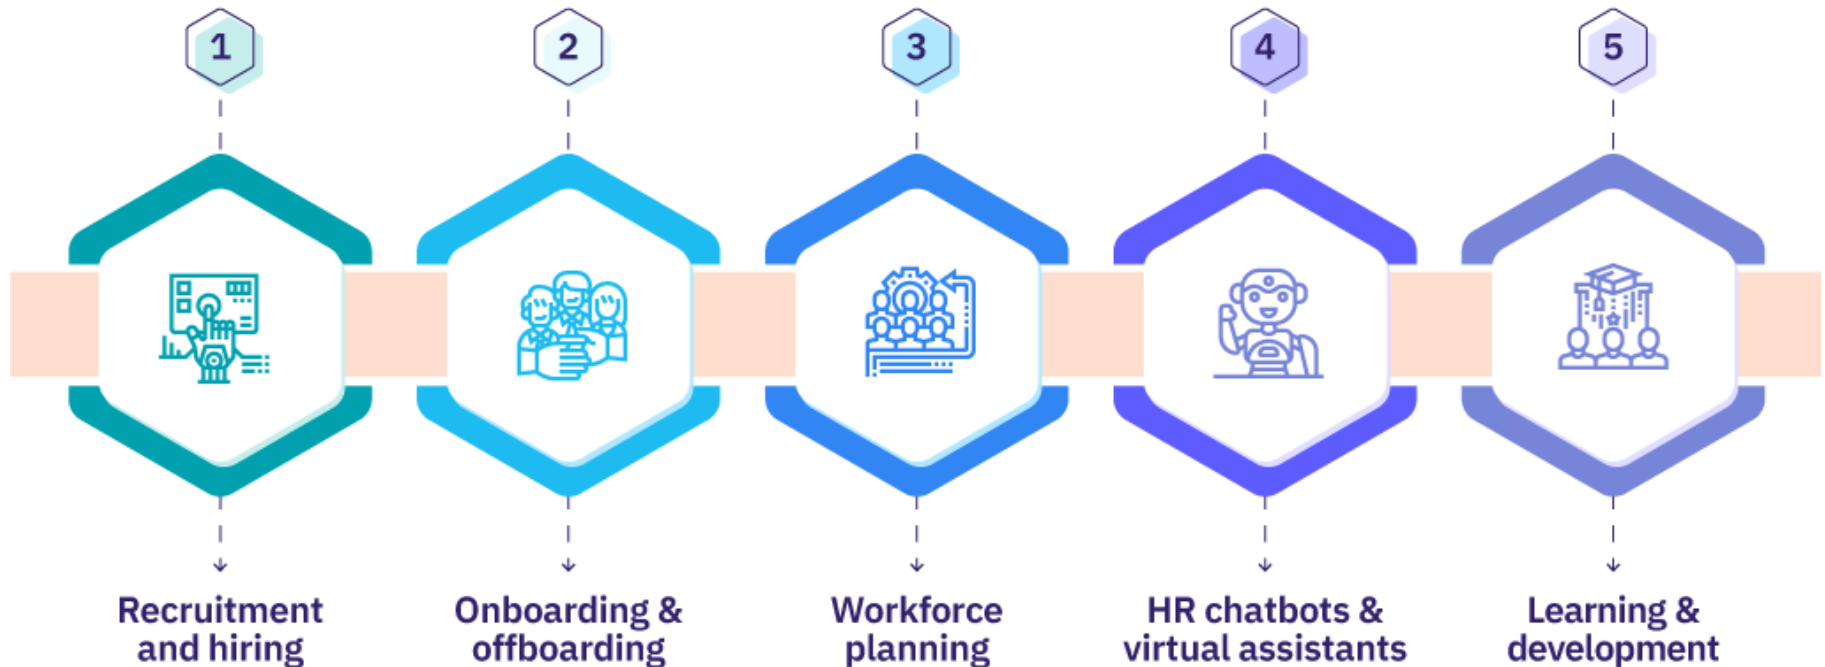 1
2
3
4
5
Recruitment
and hiring
Onboarding &
offboarding
Workforce
planning
HR chatbots &
virtual assistants
Learning &
development